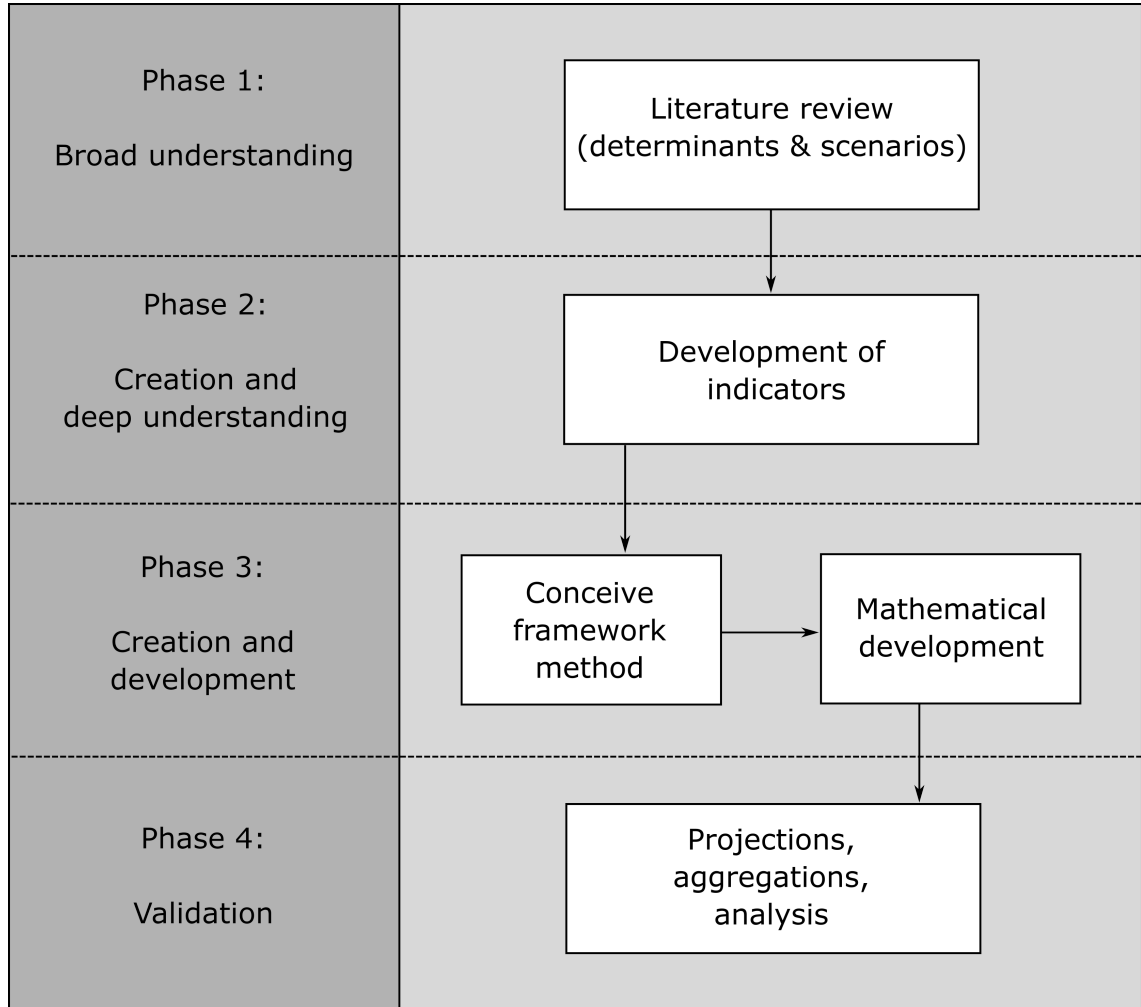 Phase 1:
Broad understanding
Literature review
(determinants & scenarios)
Phase 2:
Creation and
deep understanding
Development of
indicators
Phase 3:
Creation and
development
Conceive
framework
method
Mathematical
development
Phase 4:
Validation
Projections,
aggregations,
analysis